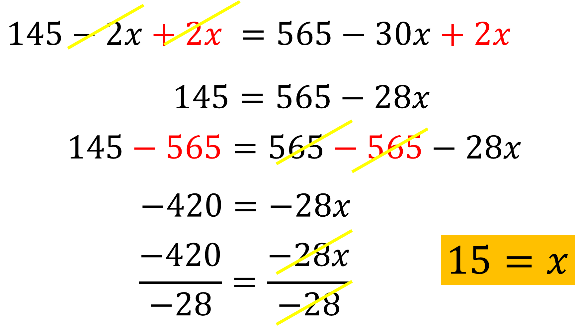 145 − 2x + 2x = 565 − 30x + 2x
145 = 565 − 28x
145 − 565 = 565 − 565 − 28x
−420 = −28x
−420/−28 = −28x/−28
15 = x